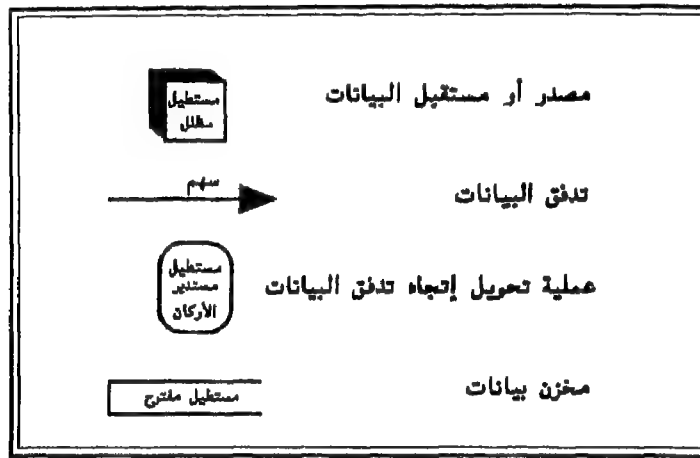 مصدر أو مستقبل البيانات
مستطيل
مظلل
تدفق البيانات
سهم
عملية تحويل إتجاه تدفق البيانات
مستطيل
مستدير
الأركان
مخزن بيانات
مستطيل مفترح